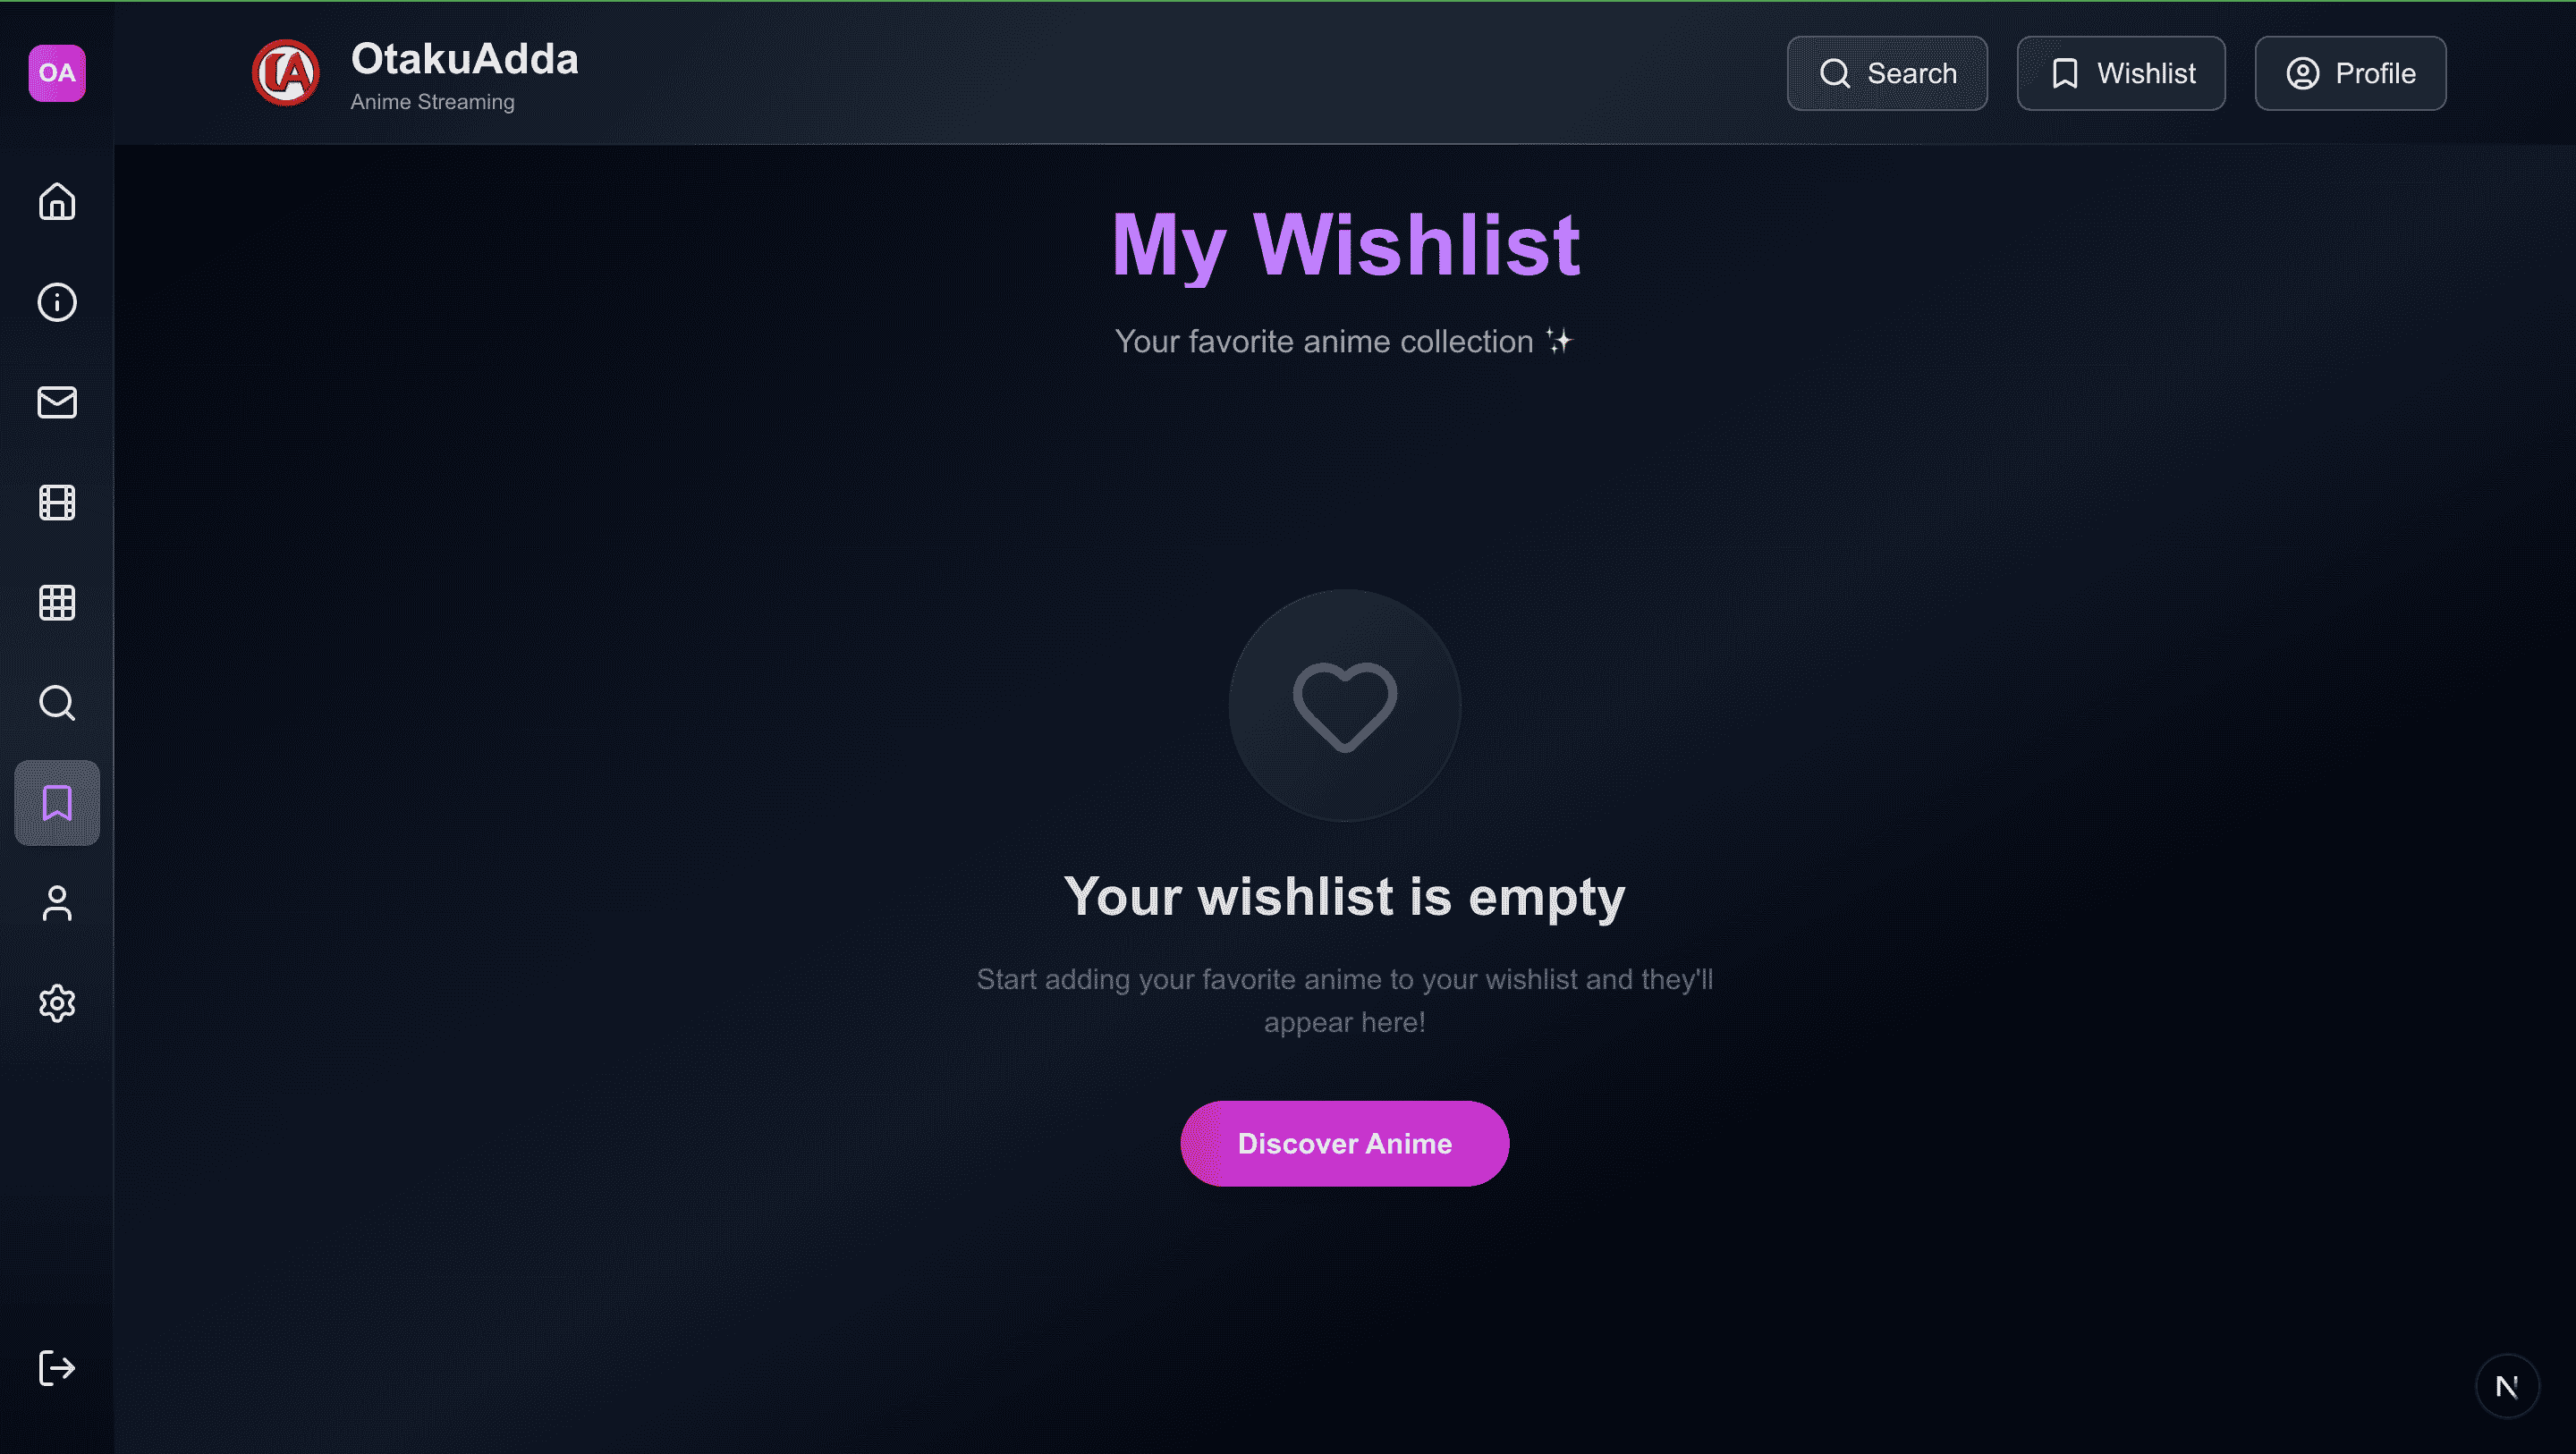 OA
OtakuAdda
Anime Streaming
Search
Wishlist
Profile
My Wishlist
Your favorite anime collection ✨
Your wishlist is empty
Start adding your favorite anime to your wishlist and they'll
appear here!
Discover Anime
N